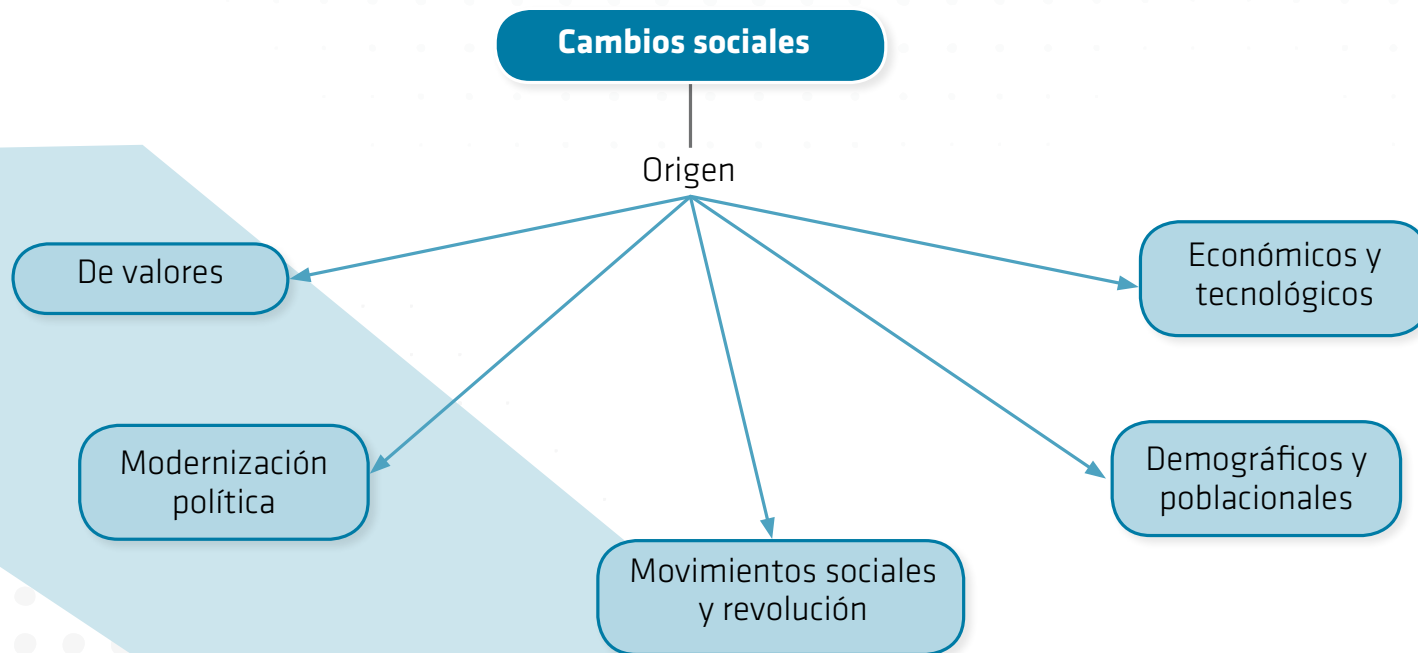 Cambios sociales
Origen
De valores
Económicos y
tecnológicos
Modernización
política
Demográficos y
poblacionales
Movimientos sociales
y revolución